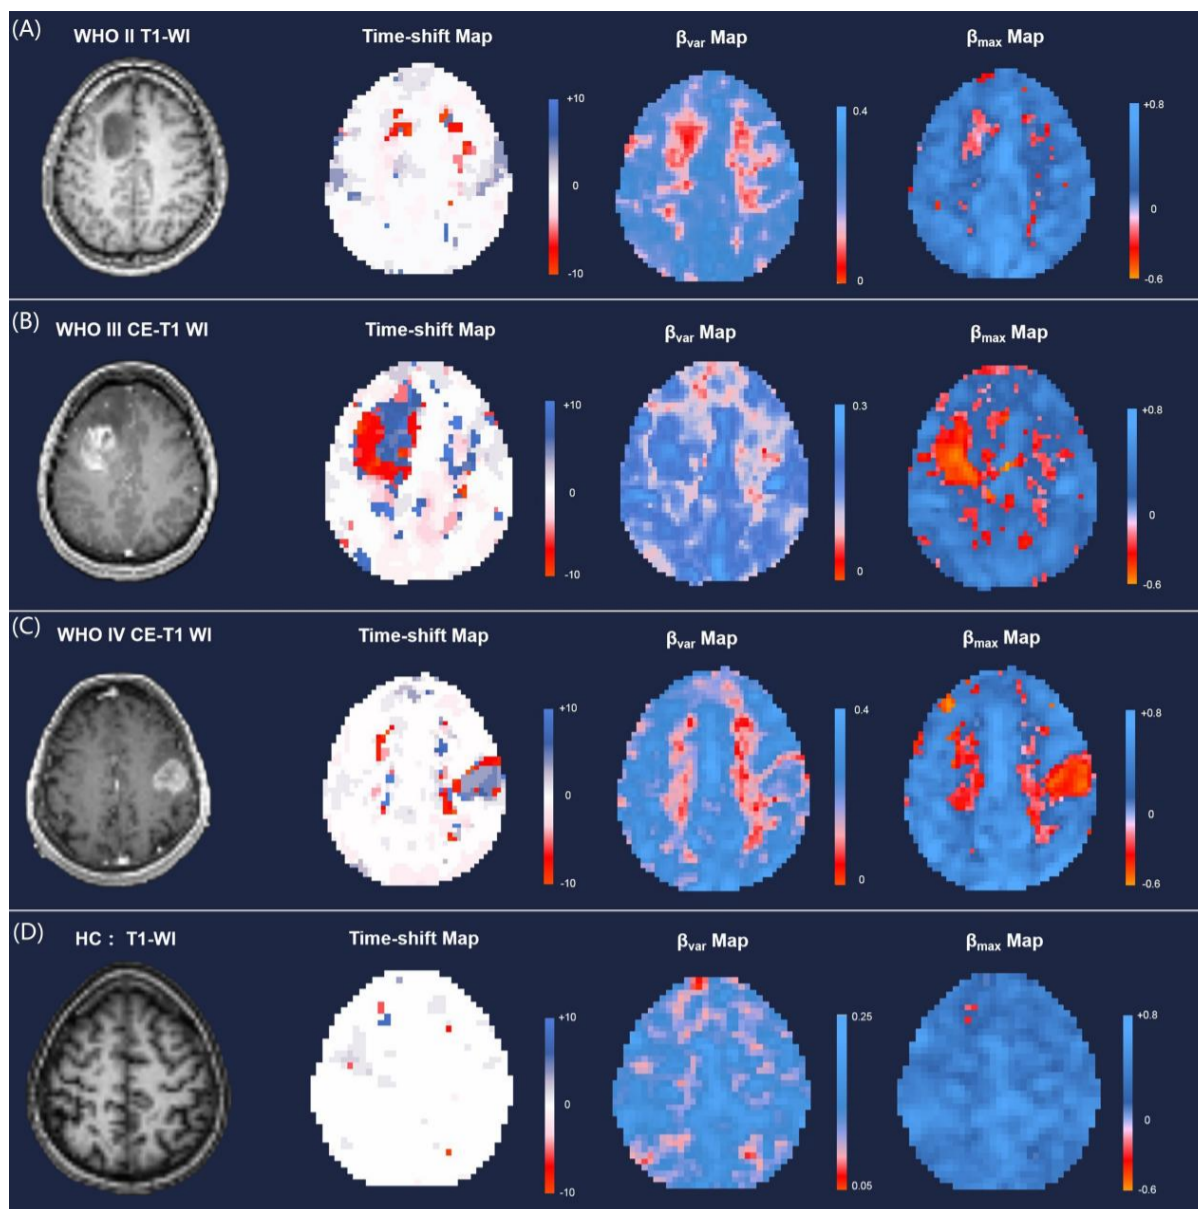 (A) WHO II T1-WI Time-shift Map βvar Map βmax Map
+10 0.4 +0.8
0 0
-10 0 -0.6
(B) WHO III CE-T1 WI Time-shift Map βvar Map βmax Map
+10 0.3 +0.8
0 0
-10 0 -0.6
(C) WHO IV CE-T1 WI Time-shift Map βvar Map βmax Map
+10 0.4 +0.8
0 0
-10 0 -0.6
(D) HC : T1-WI Time-shift Map βvar Map βmax Map
+10 0.25 +0.8
0 0
-10 0.05 -0.6